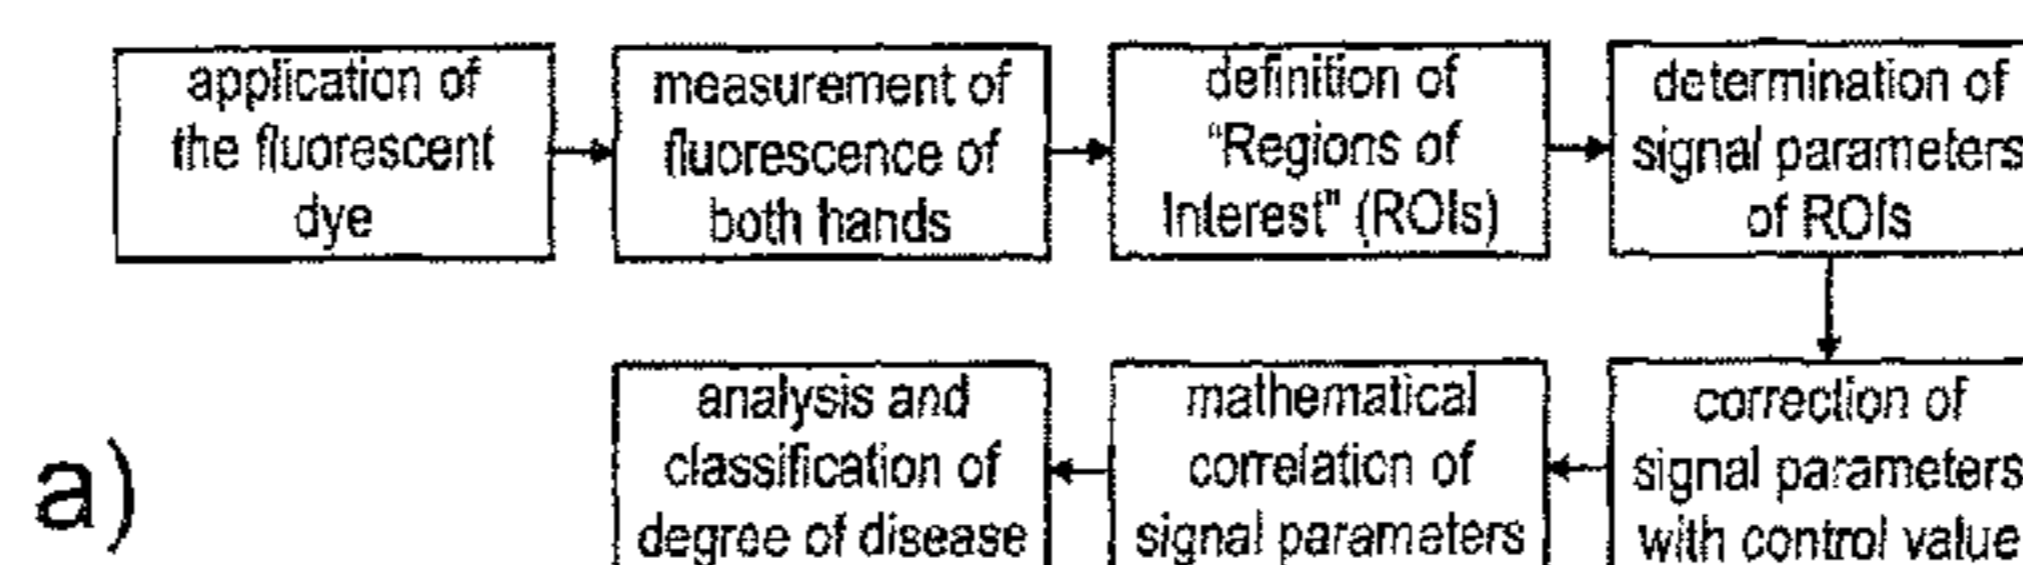 application of
the fluorescent
dye
measurement of
fluorescence of
both hands
definition of
"Regions of
Interest" (ROIs)
determination of
signal parameters
of ROIs
correction of
signal parameters
with control value
mathematical
correlation of
signal parameters
analysis and
classification of
degree of disease
a)